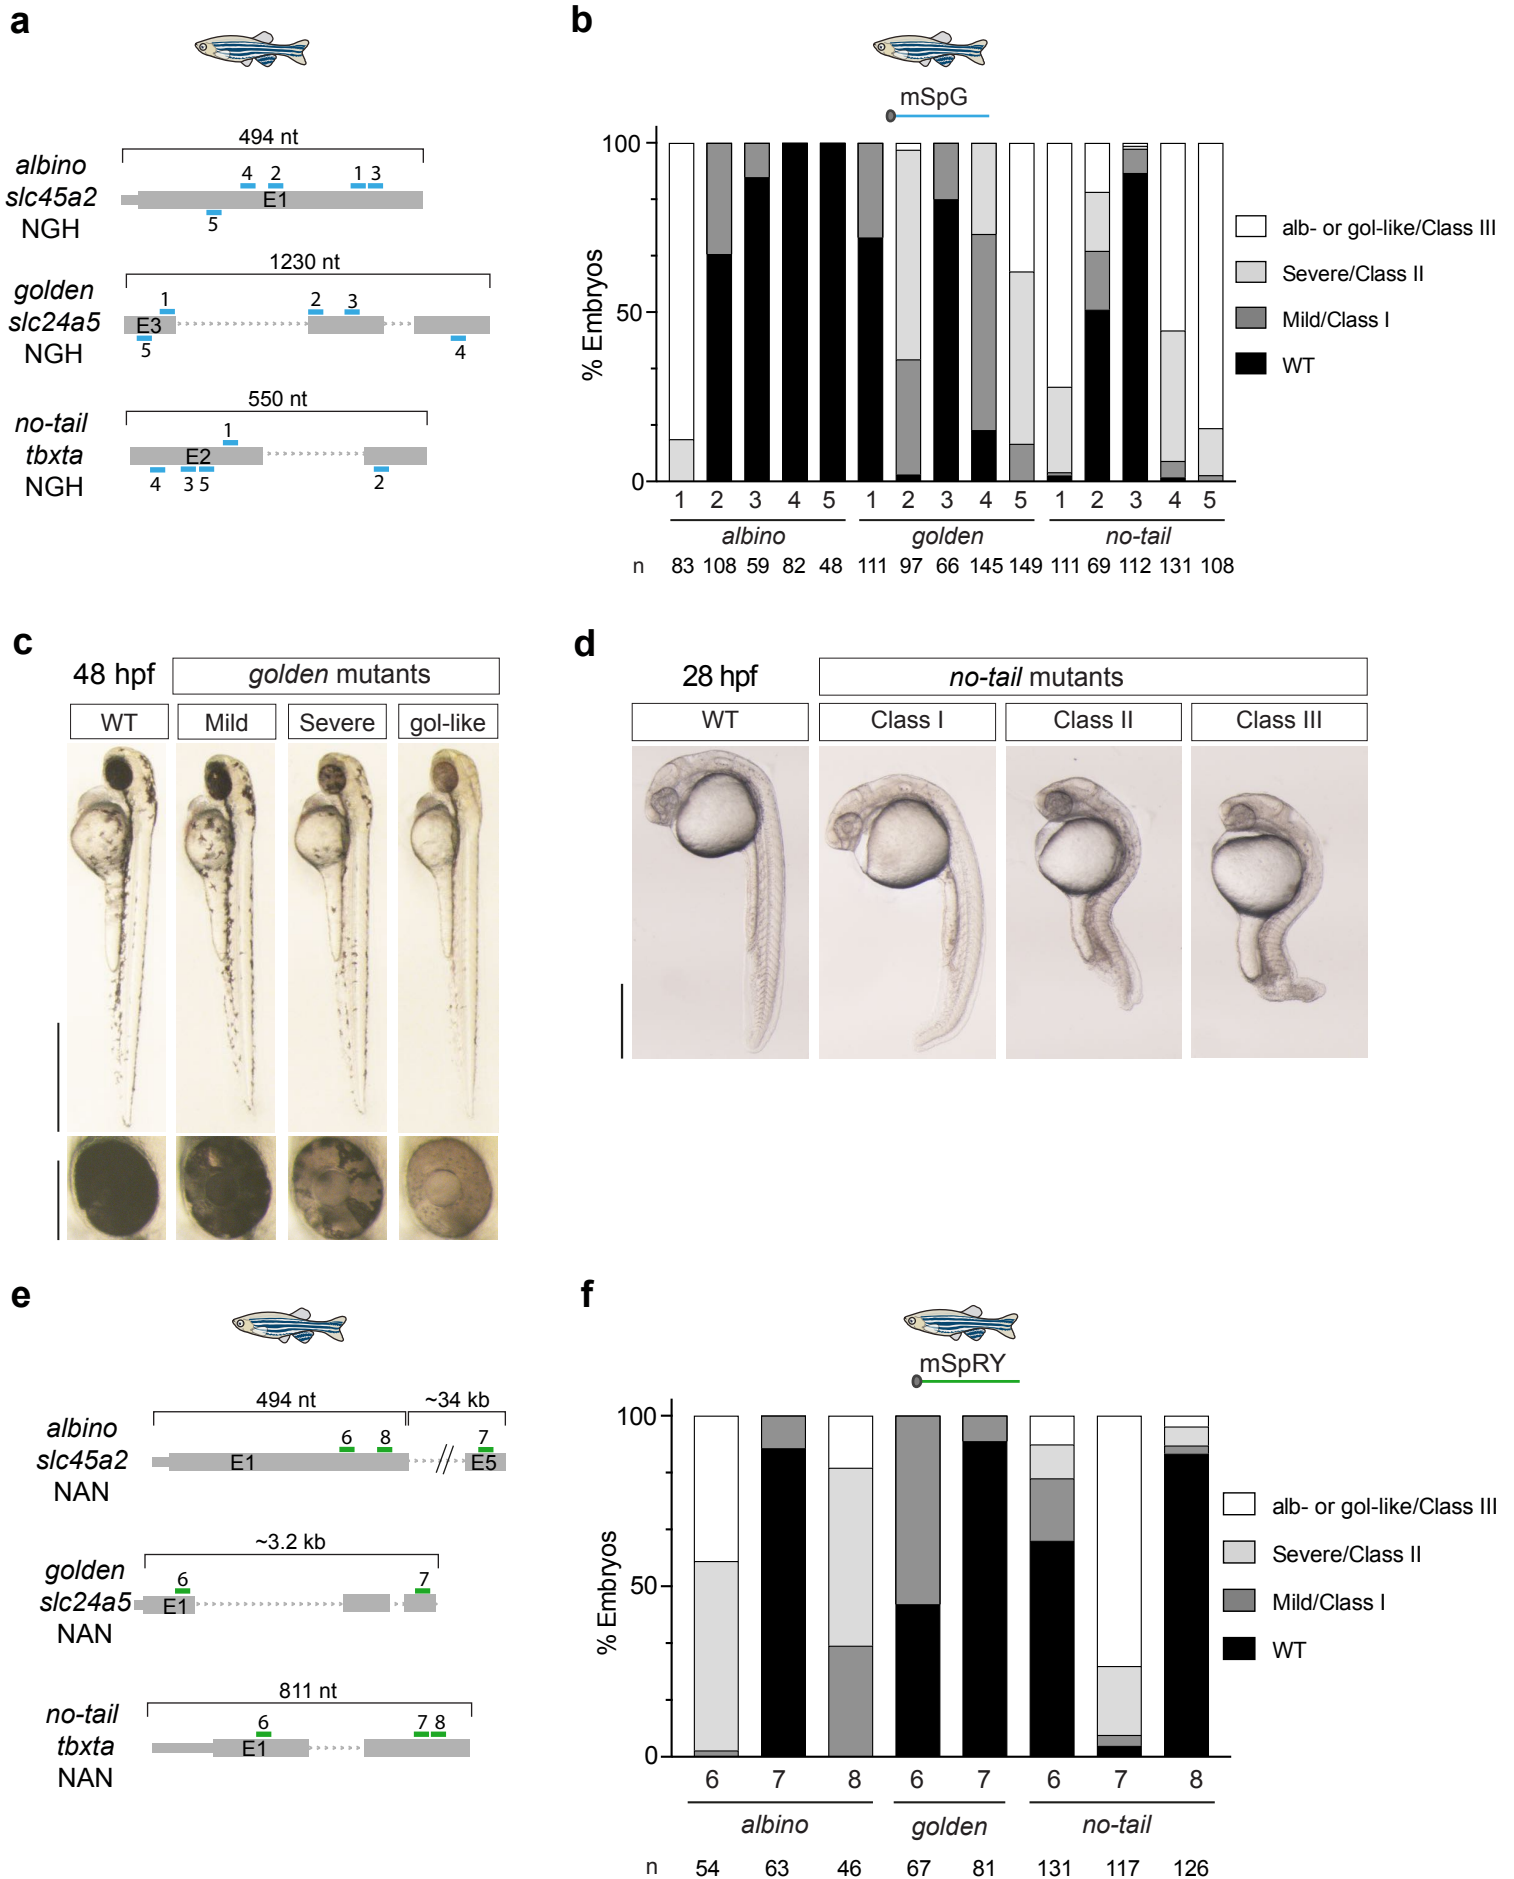 a
494 nt
albino
slc45a2
NGH
4 2 1 3
E1
5
1230 nt
golden
slc24a5
NGH
1 2 3
E3
5 4
550 nt
no-tail
tbxta
NGH
1
E2
4 3 5 2
b
mSpG
% Embryos
100
50
0
1 2 3 4 5 1 2 3 4 5 1 2 3 4 5
albino golden no-tail
n 83 108 59 82 48 111 97 66 145 149 111 69 112 131 108
alb- or gol-like/Class III
Severe/Class II
Mild/Class I
WT
c
48 hpf golden mutants
WT Mild Severe gol-like
d
28 hpf no-tail mutants
WT Class I Class II Class III
e
494 nt ~34 kb
albino
slc45a2
NAN
6 8 7
E1 E5
~3.2 kb
golden
slc24a5
NAN
6 7
E1
811 nt
no-tail
tbxta
NAN
6 7 8
E1
f
mSpRY
% Embryos
100
50
0
6 7 8 6 7 6 7 8
albino golden no-tail
n 54 63 46 67 81 131 117 126
alb- or gol-like/Class III
Severe/Class II
Mild/Class I
WT